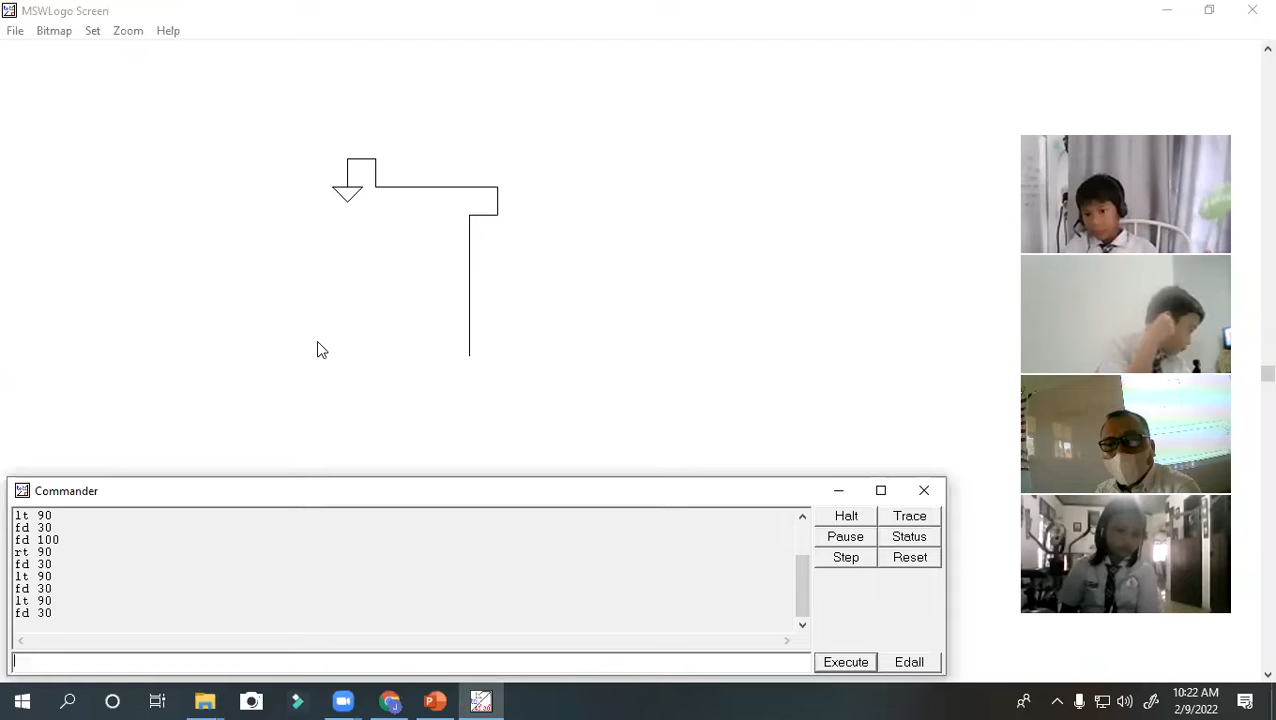 MSWLogo Screen
File Bitmap Set Zoom Help
Commander
lt 90
fd 30
fd 100
rt 90
fd 30
lt 90
fd 30
lt 90
fd 30
Halt Trace
Pause Status
Step Reset
Execute Edall
10:22 AM
2/9/2022